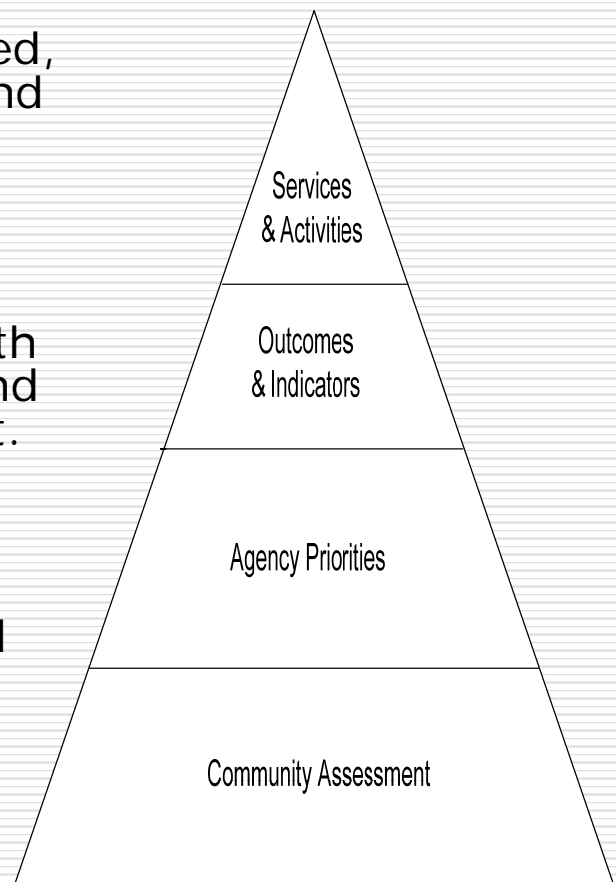 ed,
nd
th
nd
t.
l
Services
& Activities
Outcomes
& Indicators
Agency Priorities
Community Assessment